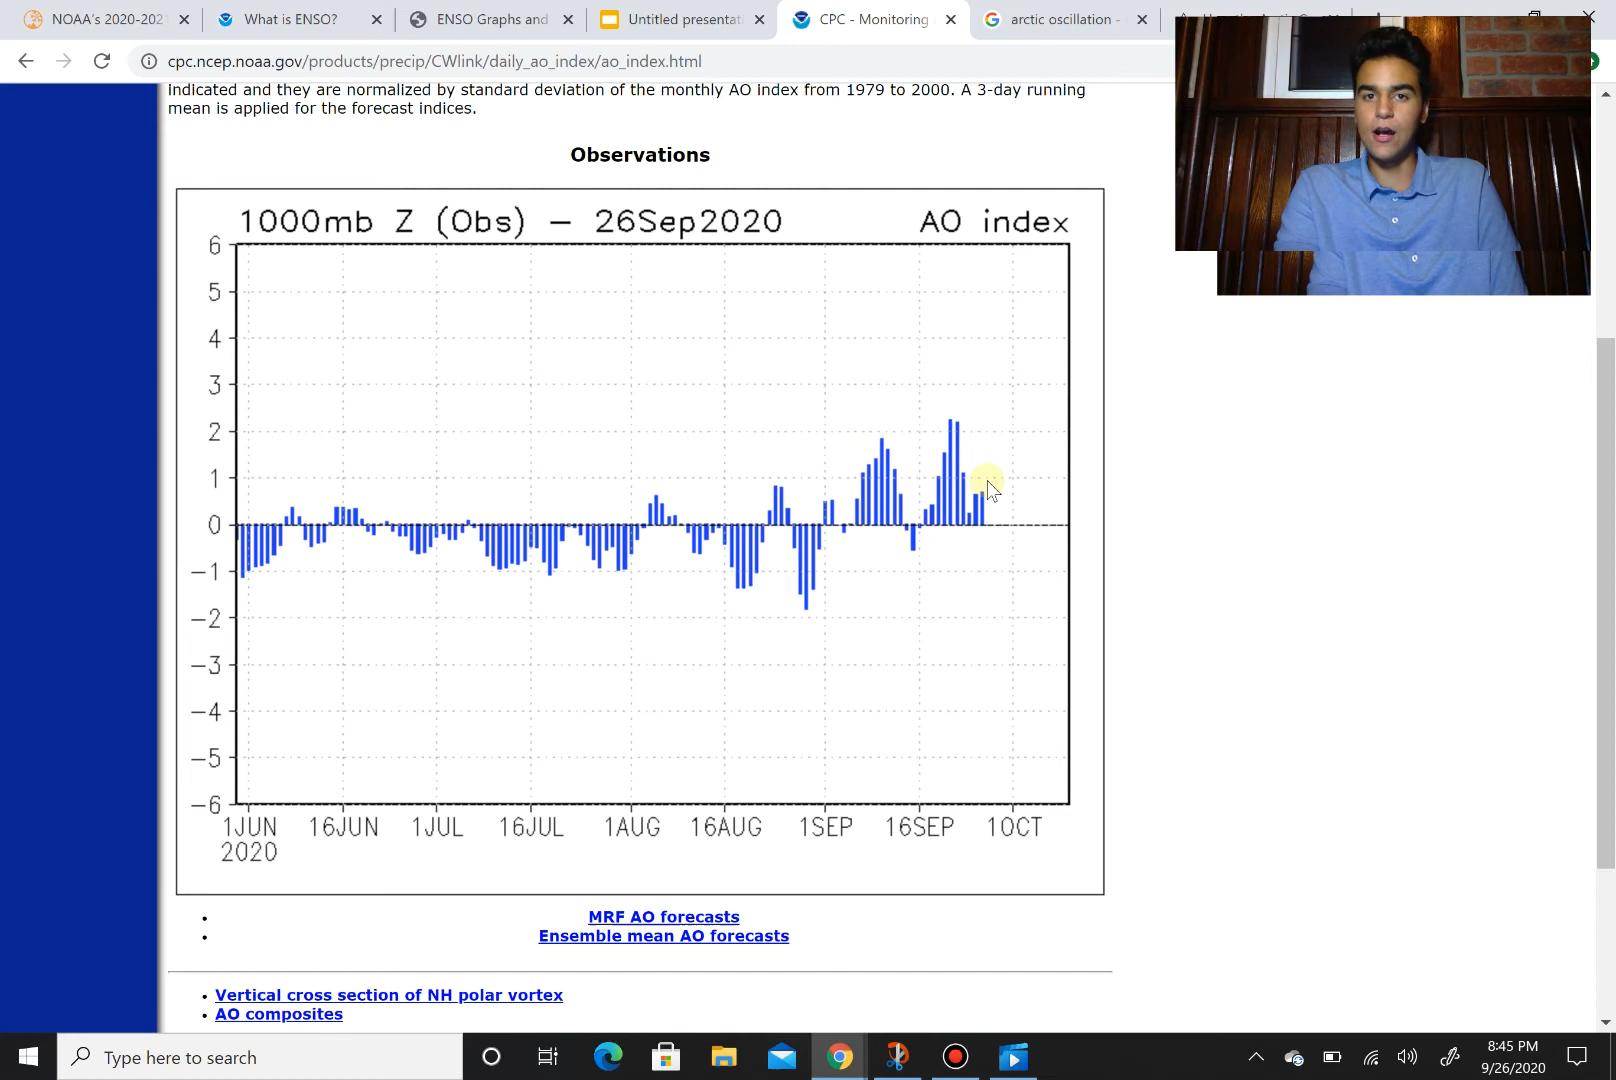 NOAA's 2020-2021
What is ENSO?
ENSO Graphs and
Untitled presentat
CPC - Monitoring
arctic oscillation -
cpc.ncep.noaa.gov/products/precip/CWlink/daily_ao_index/ao_index.html
indicated and they are normalized by standard deviation of the monthly AO index from 1979 to 2000. A 3-day running
mean is applied for the forecast indices.
Observations
1000mb Z (Obs) – 26Sep2020 AO index
6
5
4
3
2
1
0
−1
−2
−3
−4
−5
−6
1JUN 16JUN 1JUL 16JUL 1AUG 16AUG 1SEP 16SEP 1OCT
2020
• MRF AO forecasts
• Ensemble mean AO forecasts
• Vertical cross section of NH polar vortex
• AO composites
Type here to search
8:45 PM
9/26/2020